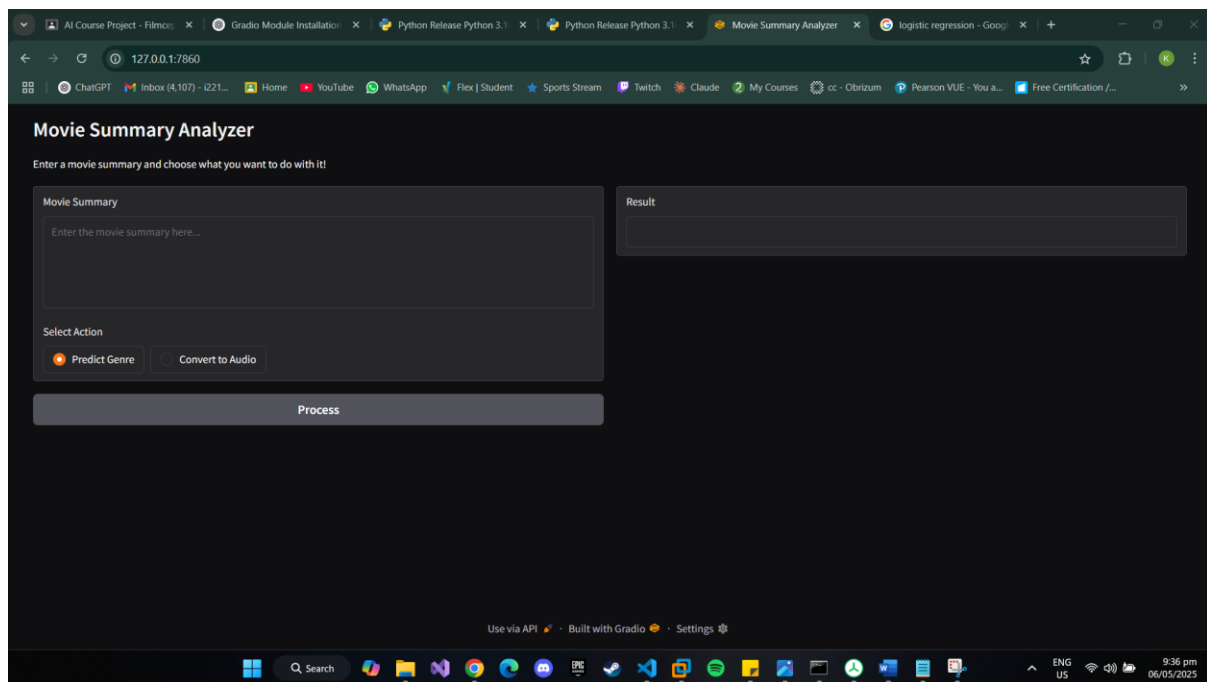 AI Course Project - Filmce
Gradio Module Installation
Python Release Python 3.1
Python Release Python 3.1
Movie Summary Analyzer
logistic regression - Goog
127.0.0.1:7860
K
ChatGPT
Inbox (4,107) - i221...
Home
YouTube
WhatsApp
Flex | Student
Sports Stream
Twitch
Claude
2 My Courses
cc - Obrizum
Pearson VUE - You a...
Free Certification /...
Movie Summary Analyzer
Enter a movie summary and choose what you want to do with it!
Movie Summary
Enter the movie summary here...
Select Action
Predict Genre
Convert to Audio
Process
Result
Use via API · Built with Gradio · Settings
Search
EPIC
ENG
US
9:36 pm
06/05/2025